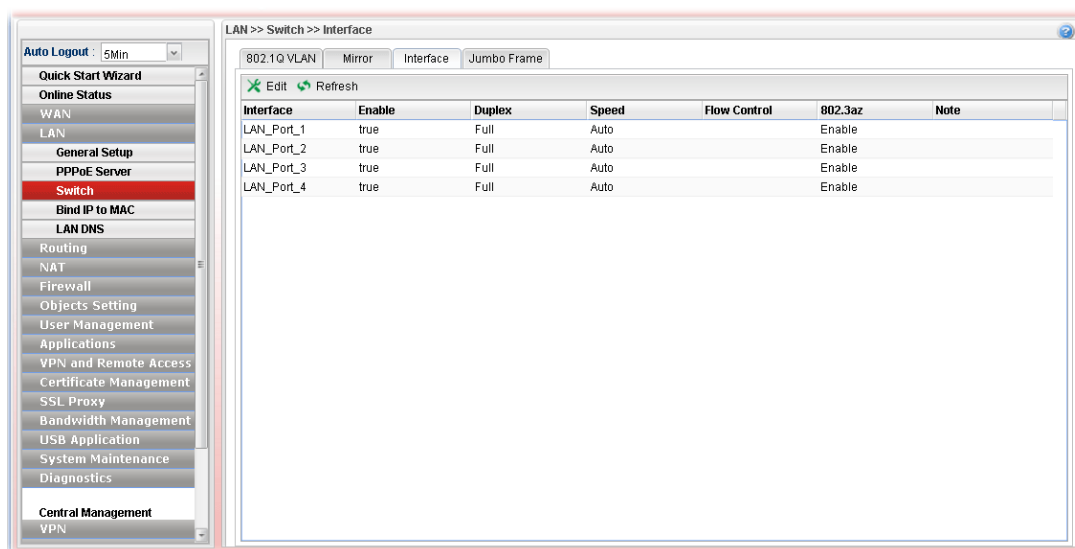 LAN >> Switch >> Interface
Auto Logout : 5Min
Quick Start Wizard
Online Status
WAN
LAN
General Setup
PPPoE Server
Switch
Bind IP to MAC
LAN DNS
Routing
NAT
Firewall
Objects Setting
User Management
Applications
VPN and Remote Access
Certificate Management
SSL Proxy
Bandwidth Management
USB Application
System Maintenance
Diagnostics
Central Management
VPN
802.1Q VLAN Mirror Interface Jumbo Frame
Edit Refresh
Interface Enable Duplex Speed Flow Control 802.3az Note
LAN_Port_1 true Full Auto Enable
LAN_Port_2 true Full Auto Enable
LAN_Port_3 true Full Auto Enable
LAN_Port_4 true Full Auto Enable